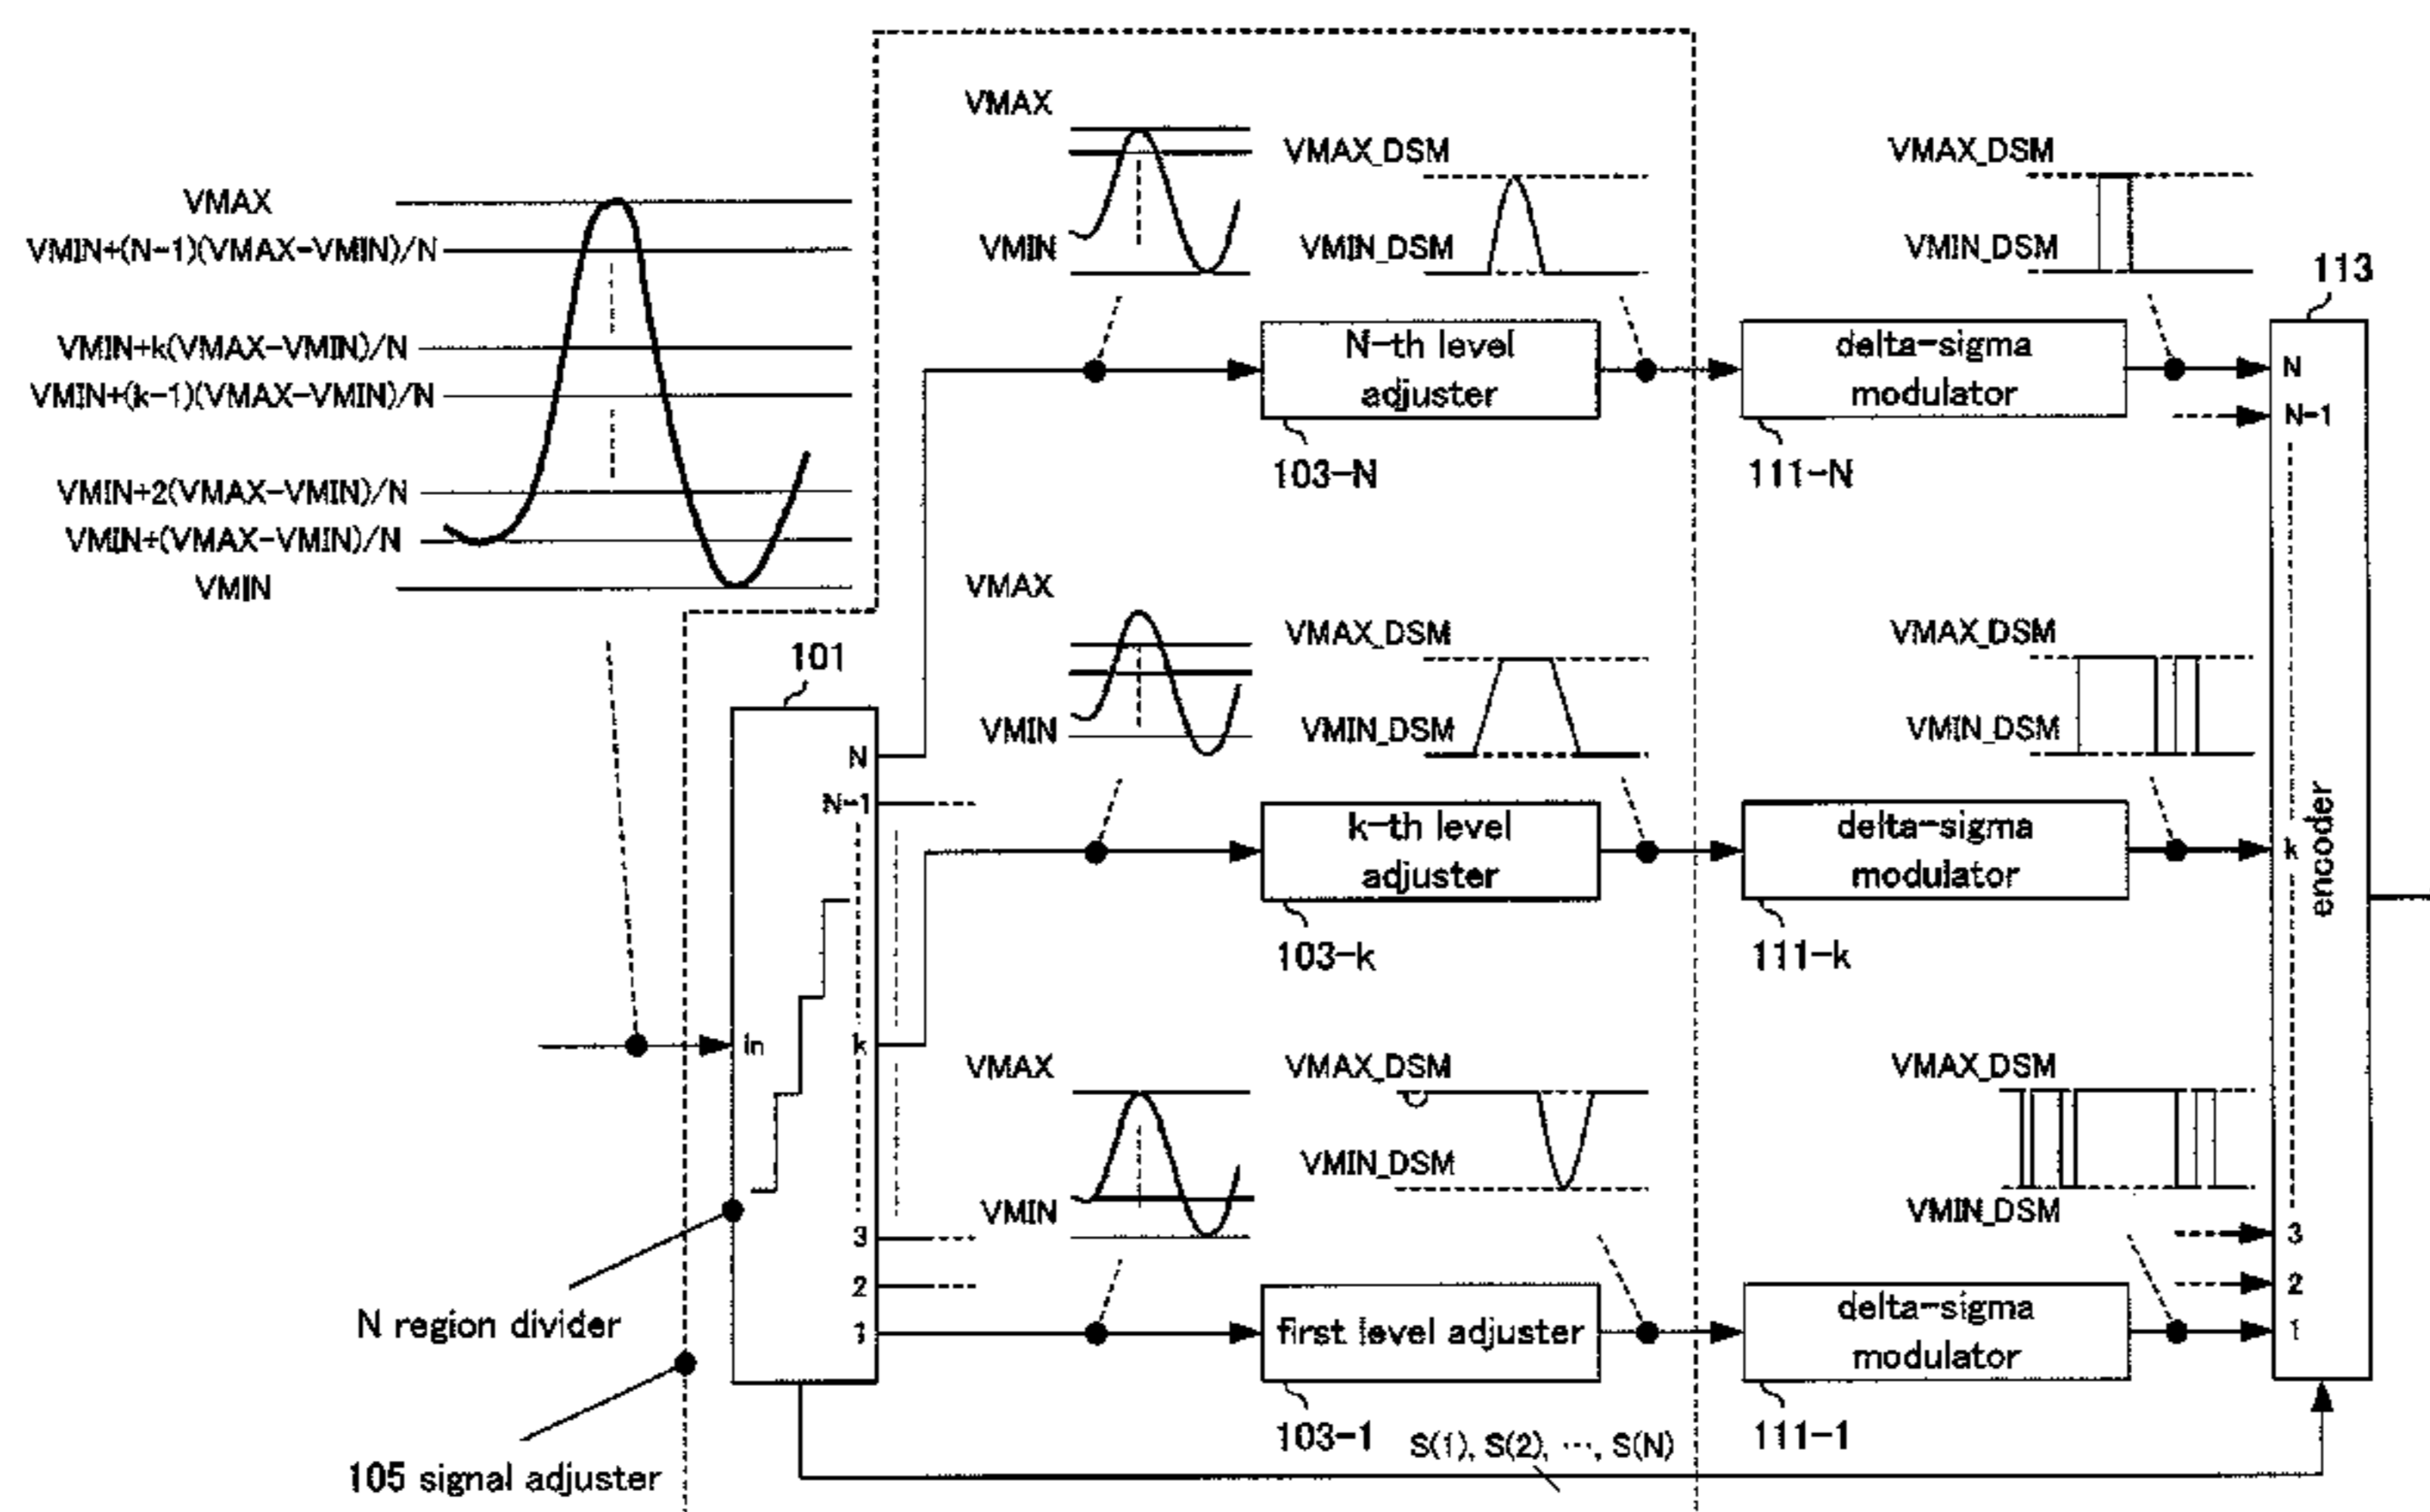 VMAX
VMIN+(N-1)(VMAX-VMIN)/N
VMIN+k(VMAX-VMIN)/N
VMIN+(k-1)(VMAX-VMIN)/N
VMIN+2(VMAX-VMIN)/N
VMIN+(VMAX-VMIN)/N
VMIN
VMAX
VMIN
VMAX_DSM
VMIN_DSM
VMAX_DSM
VMIN_DSM
113
N-th level
adjuster
103-N
delta-sigma
modulator
111-N
N
N-1
k
3
2
1
encoder
VMAX
VMIN
VMAX_DSM
VMIN_DSM
VMAX_DSM
VMIN_DSM
101
N
N-1
in
k
3
2
1
k-th level
adjuster
103-k
delta-sigma
modulator
111-k
VMAX
VMIN
VMAX_DSM
VMIN_DSM
VMAX_DSM
VMIN_DSM
N region divider
first level adjuster
103-1
delta-sigma
modulator
111-1
S(1), S(2), ···, S(N)
105 signal adjuster